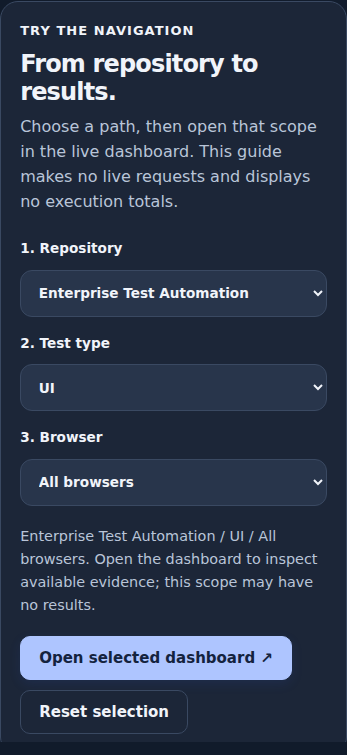 TRY THE NAVIGATION
From repository to
results.
Choose a path, then open that scope
in the live dashboard. This guide
makes no live requests and displays
no execution totals.
1. Repository
Enterprise Test Automation
2. Test type
UI
3. Browser
All browsers
Enterprise Test Automation / UI / All
browsers. Open the dashboard to inspect
available evidence; this scope may have
no results.
Open selected dashboard ↗
Reset selection